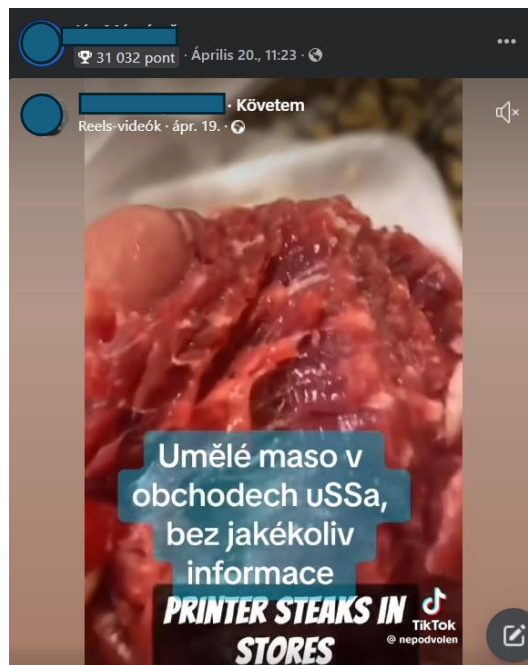 31 032 pont · Április 20., 11:23 ·
· Követem
Reels-videók · ápr. 19. ·
Umělé maso v
obchodech uSSa,
bez jakékoliv
informace
PRINTER STEAKS IN
STORES
TikTok
@ nepodvolen